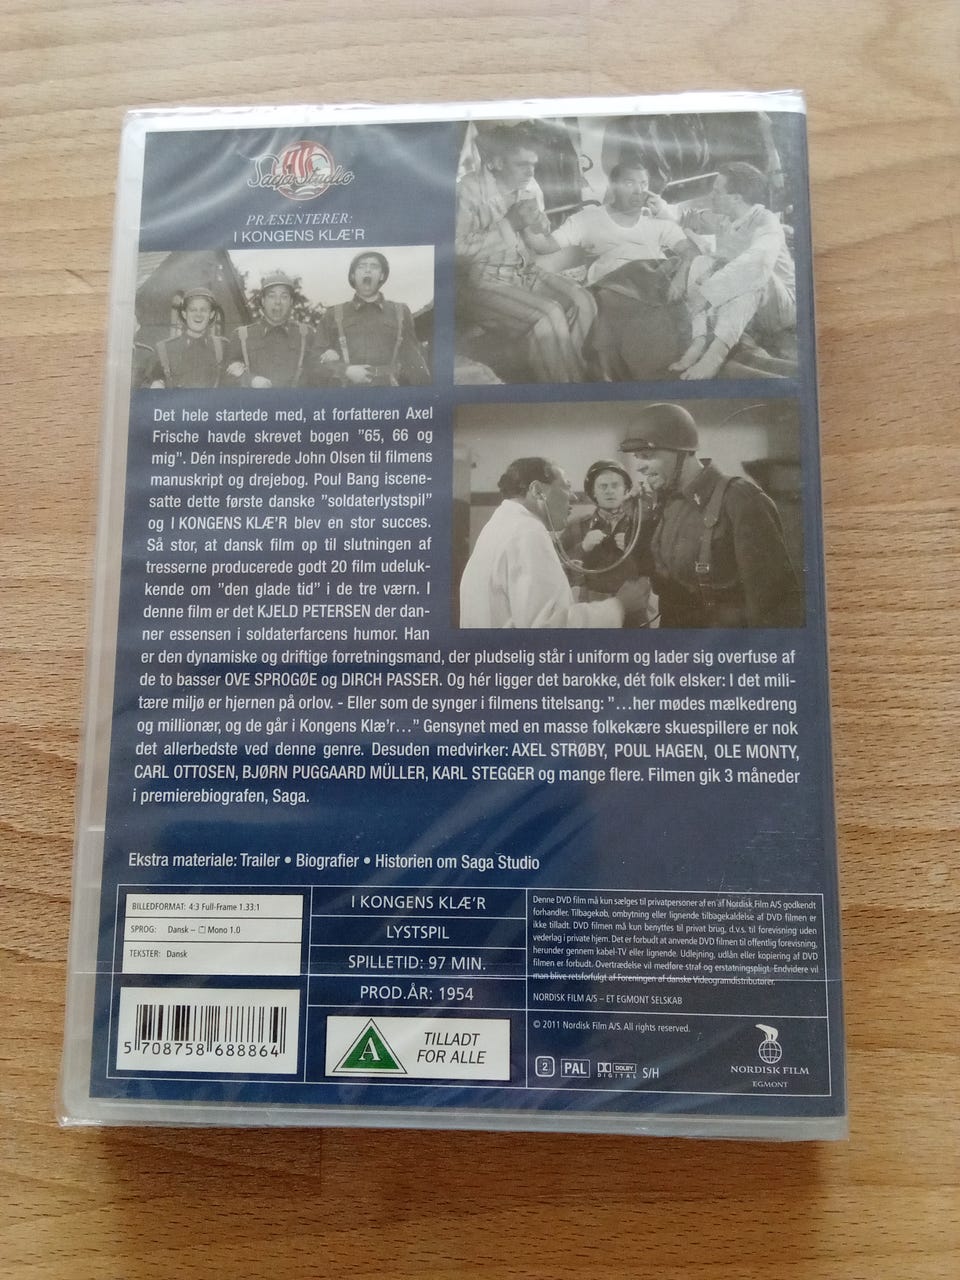 Saga Studio
PRÆSENTERER:
I KONGENS KLÆ'R
Det hele startede med, at forfatteren Axel
Frische havde skrevet bogen "65, 66 og
mig". Dén inspirerede John Olsen til filmens
manuskript og drejebog. Poul Bang iscene-
satte dette første danske "soldaterlystspil"
og I KONGENS KLÆ'R blev en stor succes.
Så stor, at dansk film op til slutningen af
tresserne producerede godt 20 film udeluk-
kende om "den glade tid" i de tre værn. I
denne film er det KJELD PETERSEN der dan-
ner essensen i soldaterfarcens humor. Han
er den dynamiske og driftige forretningsmand, der pludselig står i uniform og lader sig overfuse af
de to basser OVE SPROGØE og DIRCH PASSER. Og hér ligger det barokke, dét folk elsker: I det mili-
tære miljø er hjernen på orlov. - Eller som de synger i filmens titelsang: "...her mødes mælkedreng
og millionær, og de går i Kongens Klæ'r..." Gensynet med en masse folkekære skuespillere er nok
det allerbedste ved denne genre. Desuden medvirker: AXEL STRØBY, POUL HAGEN, OLE MONTY,
CARL OTTOSEN, BJØRN PUGGAARD MÜLLER, KARL STEGGER og mange flere. Filmen gik 3 måneder
i premierebiografen, Saga.
Ekstra materiale: Trailer • Biografier • Historien om Saga Studio
BILLEDFORMAT: 4:3 Full-Frame 1.33:1
SPROG: Dansk – Mono 1.0
TEKSTER: Dansk
5 708758 688864
I KONGENS KLÆ'R
LYSTSPIL
SPILLETID: 97 MIN.
PROD.ÅR: 1954
A
TILLADT
FOR ALLE
Denne DVD film må kun sælges til privatpersoner af en af Nordisk Film A/S godkendt
forhandler. Tilbagekøb, ombytning eller lignende tilbagekaldelse af DVD filmen er
ikke tilladt. DVD filmen må kun benyttes til privat brug, d.v.s. til forevisning uden
vederlag i private hjem. Det er forbudt at anvende DVD filmen til offentlig forevisning,
herunder gennem kabel-TV eller lignende. Udlejning, udlån eller kopiering af DVD
filmen er forbudt. Overtrædelse vil medføre straf og erstatningspligt. Endvidere vil
man blive retsforfulgt af Foreningen af danske Videogramdistributører.
NORDISK FILM A/S – ET EGMONT SELSKAB
© 2011 Nordisk Film A/S. All rights reserved.
2 PAL DOLBY DIGITAL S/H
NORDISK FILM
EGMONT